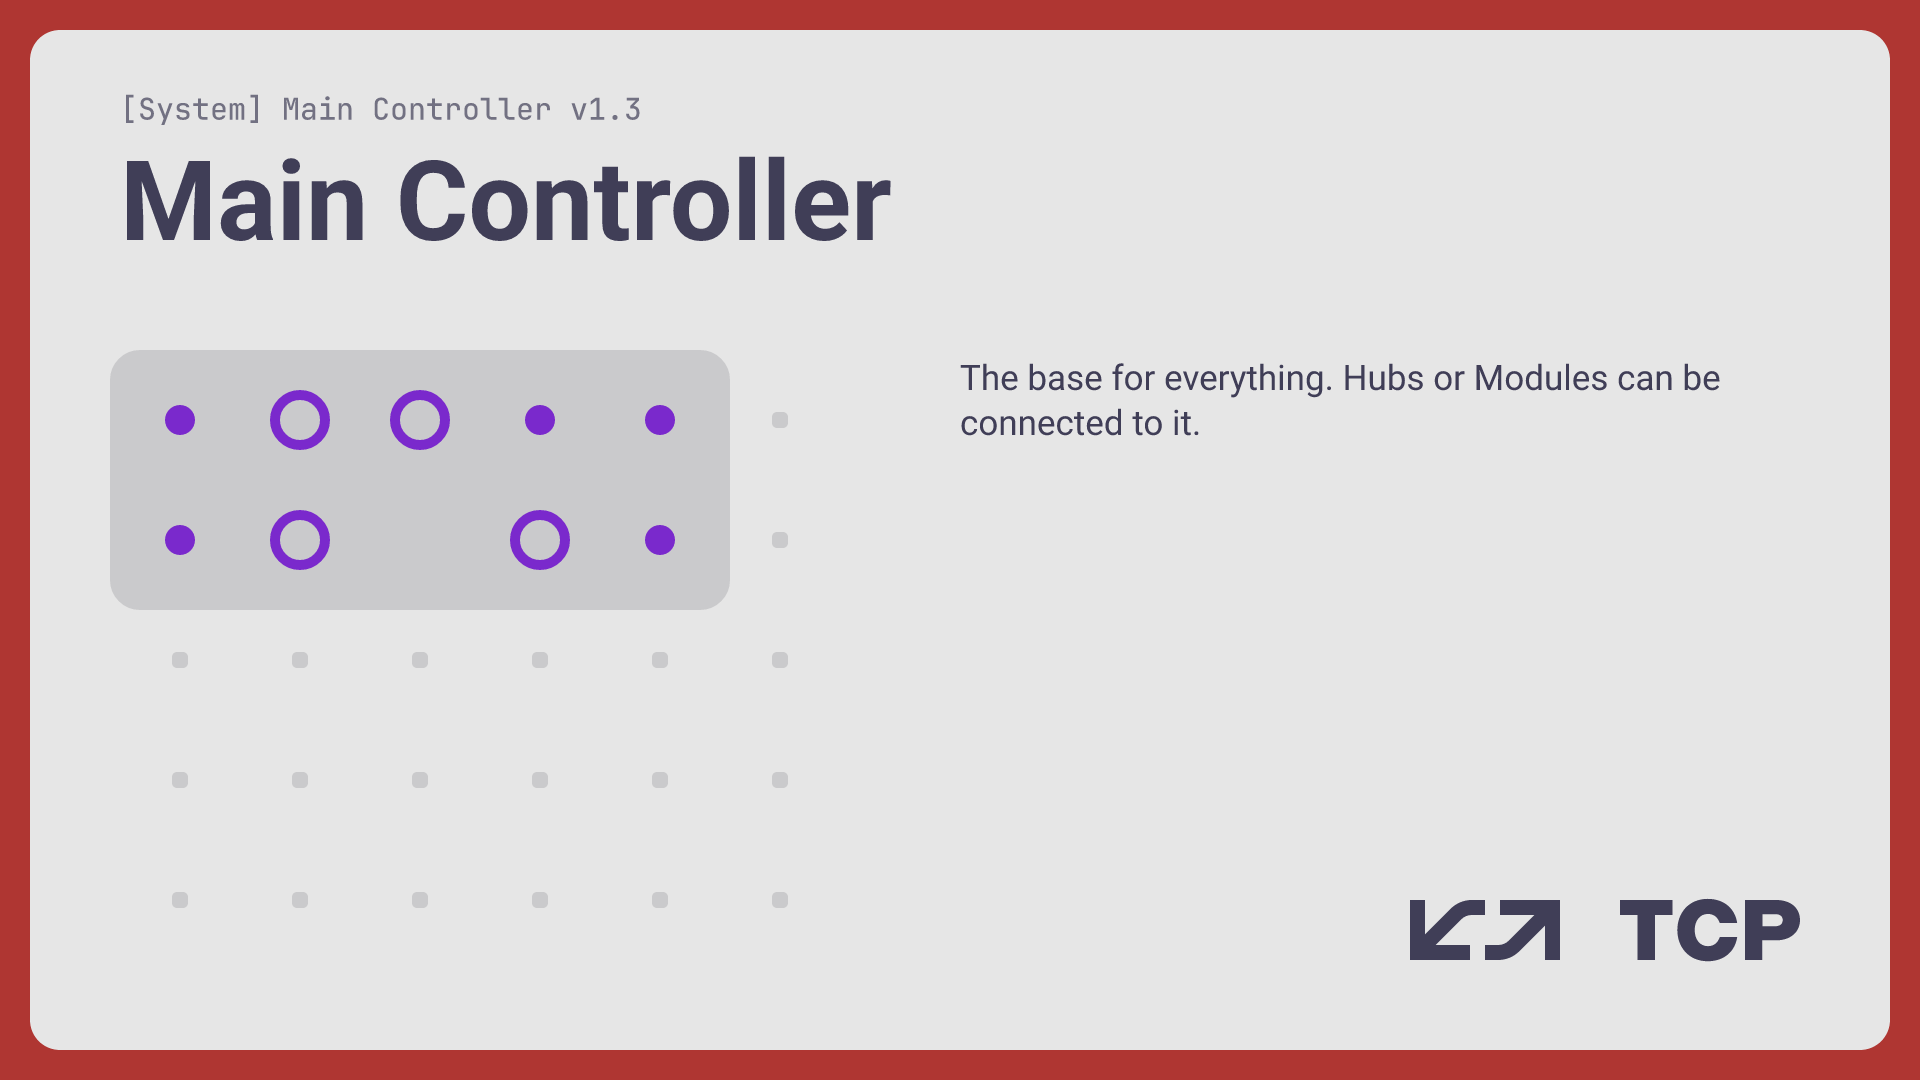 [System] Main Controller v1.3
Main Controller
The base for everything. Hubs or Modules can be
connected to it.
TCP